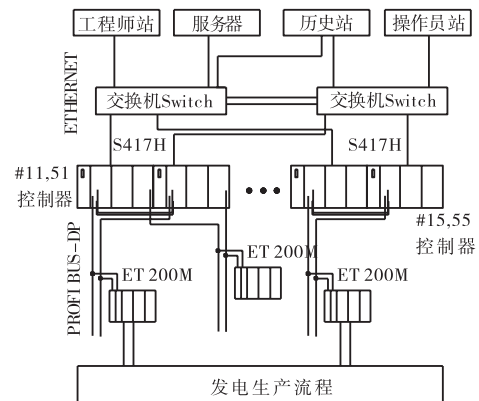 工程师站
服务器
历史站
操作员站
ETHERNET
交换机Switch
交换机Switch
S417H
S417H
#11,51
控制器
#15,55
控制器
PROFI BUS-DP
ET 200M
ET 200M
ET 200M
发电生产流程